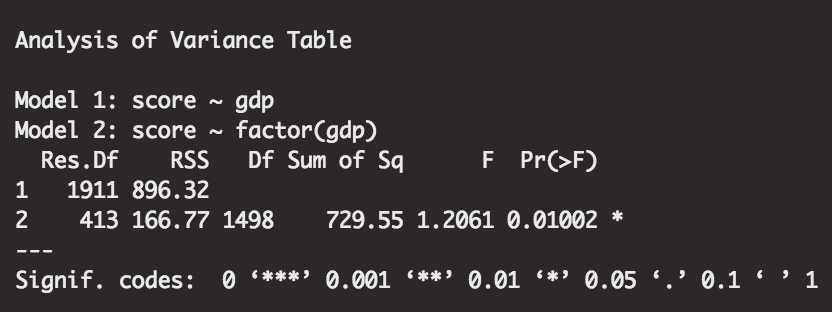 Analysis of Variance Table
Model 1: score ~ gdp
Model 2: score ~ factor(gdp)
Res.Df RSS Df Sum of Sq F Pr(>F)
1 1911 896.32
2 413 166.77 1498 729.55 1.2061 0.01002 *
---
Signif. codes: 0 ‘***’ 0.001 ‘**’ 0.01 ‘*’ 0.05 ‘.’ 0.1 ‘ ’ 1